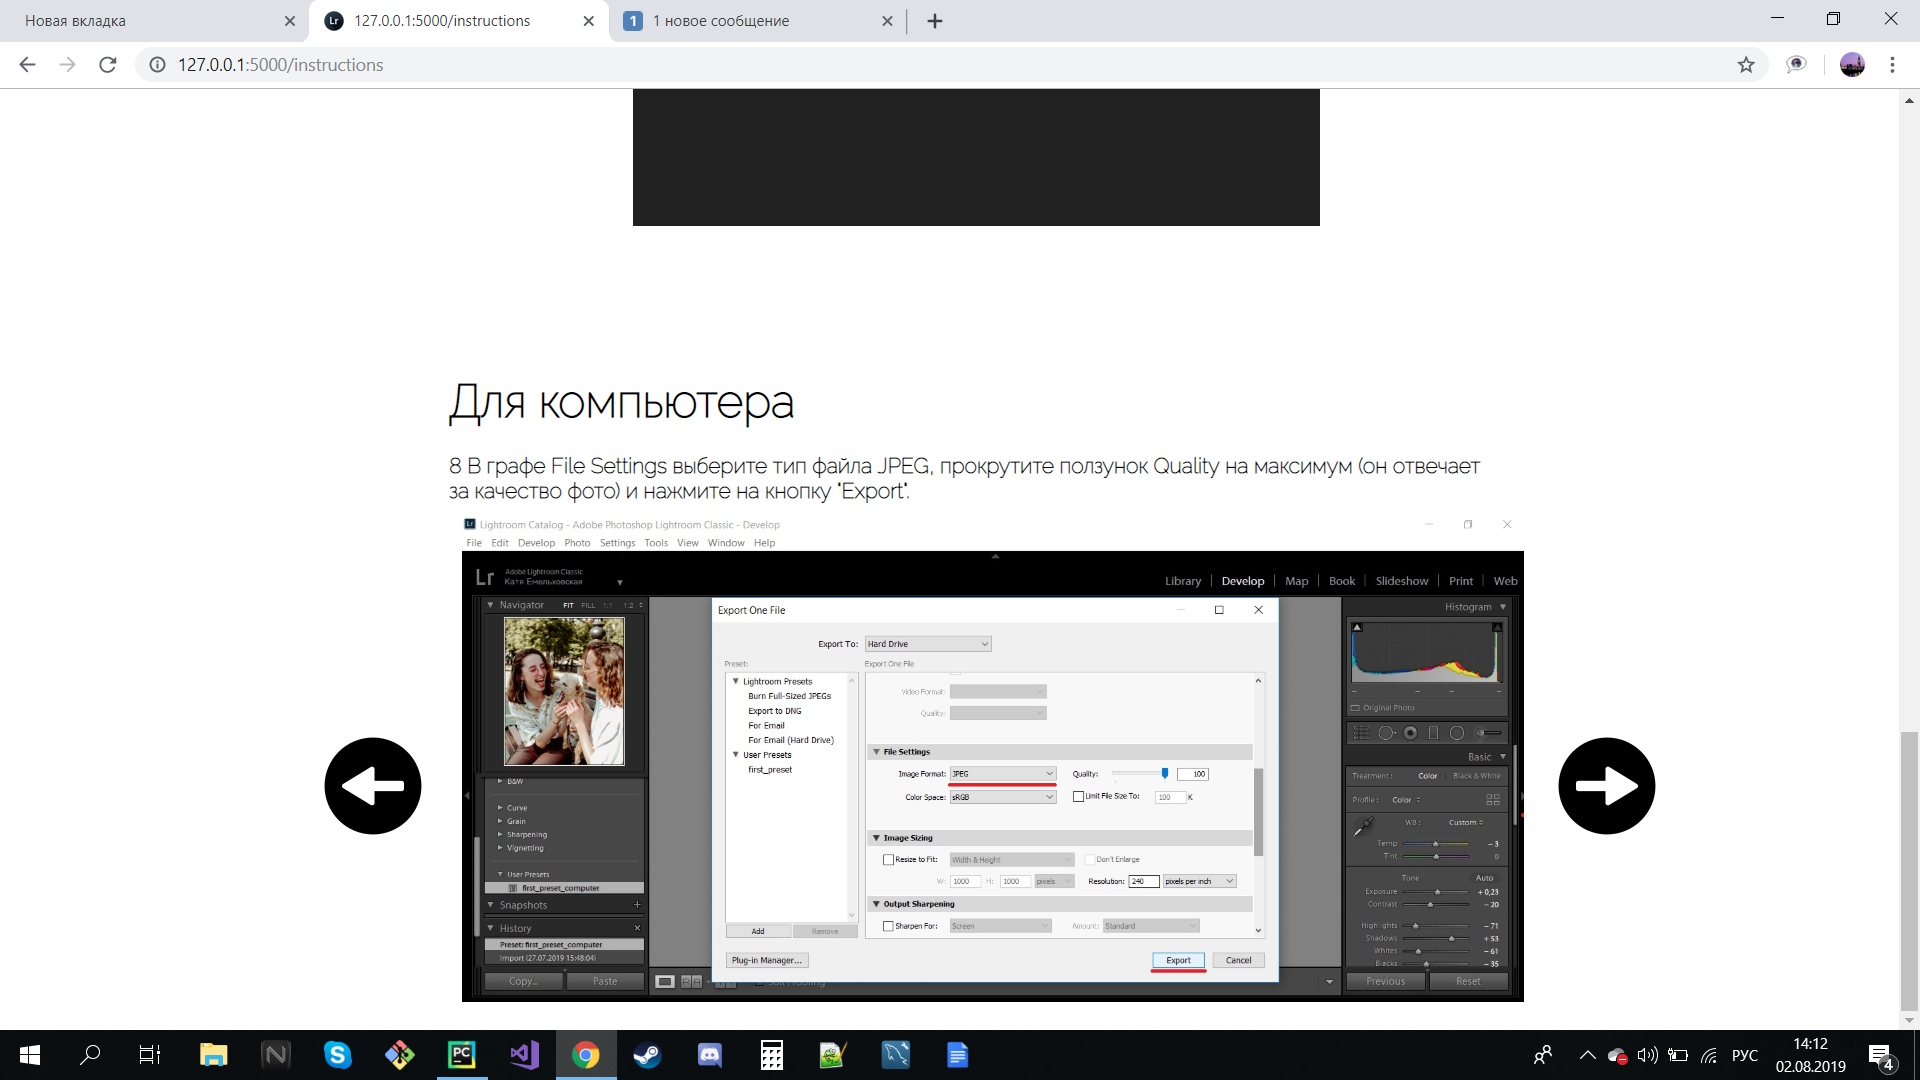 Новая вкладка
127.0.0.1:5000/instructions
1 новое сообщение
127.0.0.1:5000/instructions
Для компьютера
8 В графе File Settings выберите тип файла JPEG, прокрутите ползунок Quality на максимум (он отвечает
за качество фото) и нажмите на кнопку "Export".
Lightroom Catalog - Adobe Photoshop Lightroom Classic - Develop
File Edit Develop Photo Settings Tools View Window Help
Lr Adobe Lightroom Classic
Катя Емельховская
Library Develop Map Book Slideshow Print Web
Navigator FIT FILL 1:1 1:2
B&W
Curve
Grain
Sharpening
Vignetting
User Presets
first_preset_computer
Snapshots
History
Preset: first_preset_computer
Import (27.07.2019 15:48:04)
Copy... Paste
Export One File
Export To: Hard Drive
Preset:
Lightroom Presets
Burn Full-Sized JPEGs
Export to DNG
For Email
For Email (Hard Drive)
User Presets
first_preset
Add Remove
Plug-in Manager...
Export One File
Video Format:
Quality:
File Settings
Image Format: JPEG Quality: 100
Color Space: sRGB Limit File Size To: 100 K
Image Sizing
Resize to Fit: Width & Height Don't Enlarge
W: 1000 H: 1000 pixels Resolution: 240 pixels per inch
Output Sharpening
Sharpen For: Screen Amount: Standard
Export Cancel
Soft Proofing
Histogram
Original Photo
Basic
Treatment: Color Black & White
Profile: Color
WB: Custom
Temp - 3
Tint 0
Tone Auto
Exposure + 0,23
Contrast - 20
Highlights - 71
Shadows + 53
Whites - 61
Blacks - 35
Previous Reset
РУС
14:12
02.08.2019
4